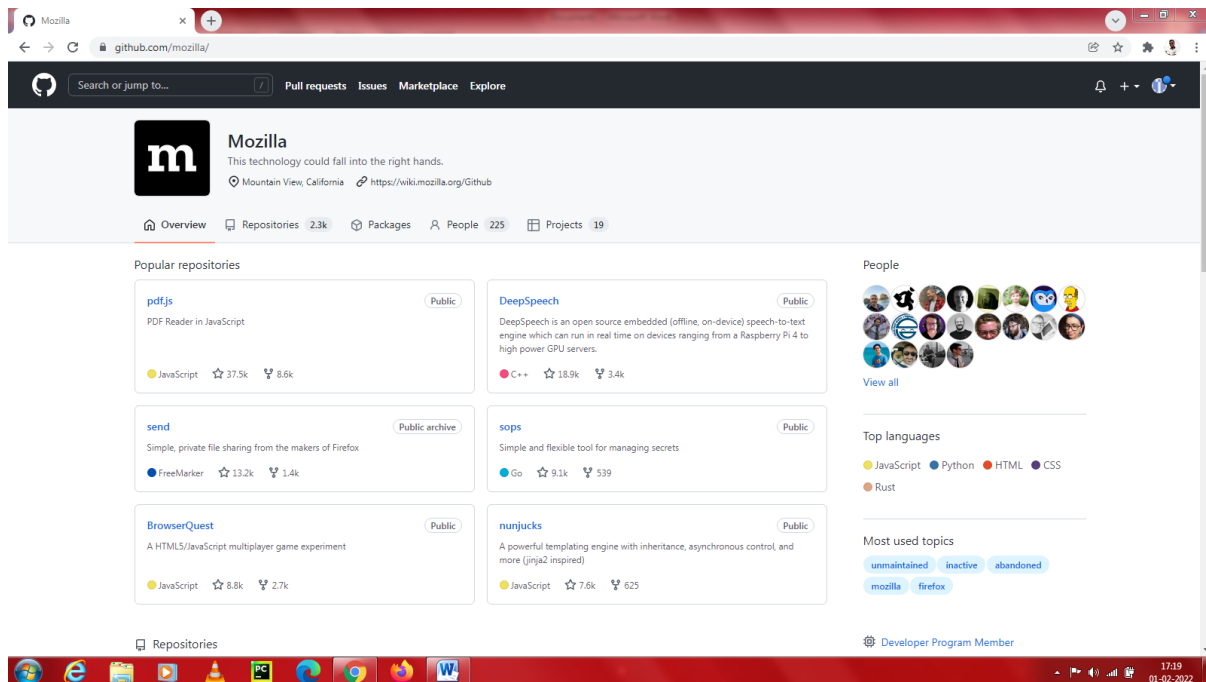 Mozilla
github.com/mozilla/
Search or jump to...
/
Pull requests Issues Marketplace Explore
m
Mozilla
This technology could fall into the right hands.
Mountain View, California https://wiki.mozilla.org/Github
Overview Repositories 2.3k Packages People 225 Projects 19
Popular repositories
pdf.js Public
PDF Reader in JavaScript
JavaScript 37.5k 8.6k
DeepSpeech Public
DeepSpeech is an open source embedded (offline, on-device) speech-to-text
engine which can run in real time on devices ranging from a Raspberry Pi 4 to
high power GPU servers.
C++ 18.9k 3.4k
send Public archive
Simple, private file sharing from the makers of Firefox
FreeMarker 13.2k 1.4k
sops Public
Simple and flexible tool for managing secrets
Go 9.1k 539
BrowserQuest Public
A HTML5/JavaScript multiplayer game experiment
JavaScript 8.8k 2.7k
nunjucks Public
A powerful templating engine with inheritance, asynchronous control, and
more (jinja2 inspired)
JavaScript 7.6k 625
Repositories
People
View all
Top languages
JavaScript Python HTML CSS
Rust
Most used topics
unmaintained inactive abandoned
mozilla firefox
Developer Program Member
PC
W
17:19
01-02-2022